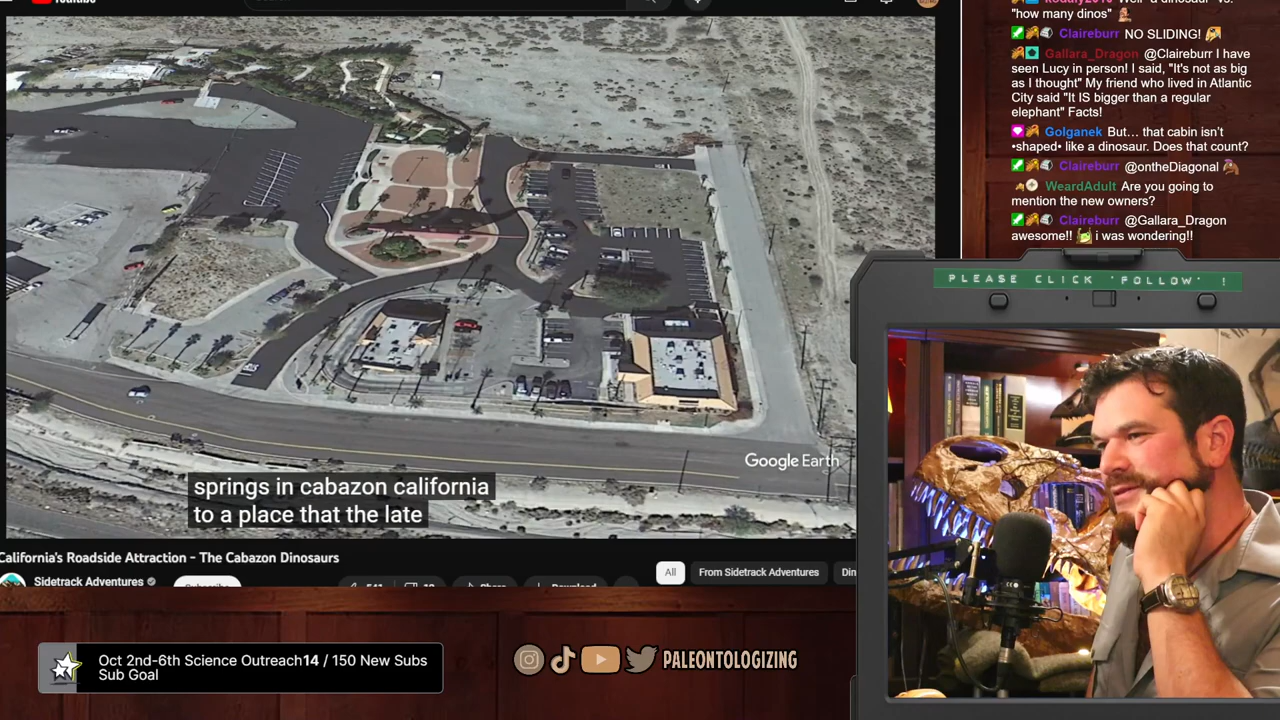 "how many dinos"
Claireburr NO SLIDING!
Gallara_Dragon @Claireburr I have
seen Lucy in person! I said, "It's not as big
as I thought" My friend who lived in Atlantic
City said "It IS bigger than a regular
elephant" Facts!
Golganek But... that cabin isn't
•shaped• like a dinosaur. Does that count?
Claireburr @ontheDiagonal
WeardAdult Are you going to
mention the new owners?
Claireburr @Gallara_Dragon
awesome!! i was wondering!!
PLEASE CLICK "FOLLOW" !
Google Earth
springs in cabazon california
to a place that the late
California's Roadside Attraction - The Cabazon Dinosaurs
Sidetrack Adventures
Subscribe
541
Share
Download
All
From Sidetrack Adventures
Din
Oct 2nd-6th Science Outreach14 / 150 New Subs
Sub Goal
PALEONTOLOGIZING